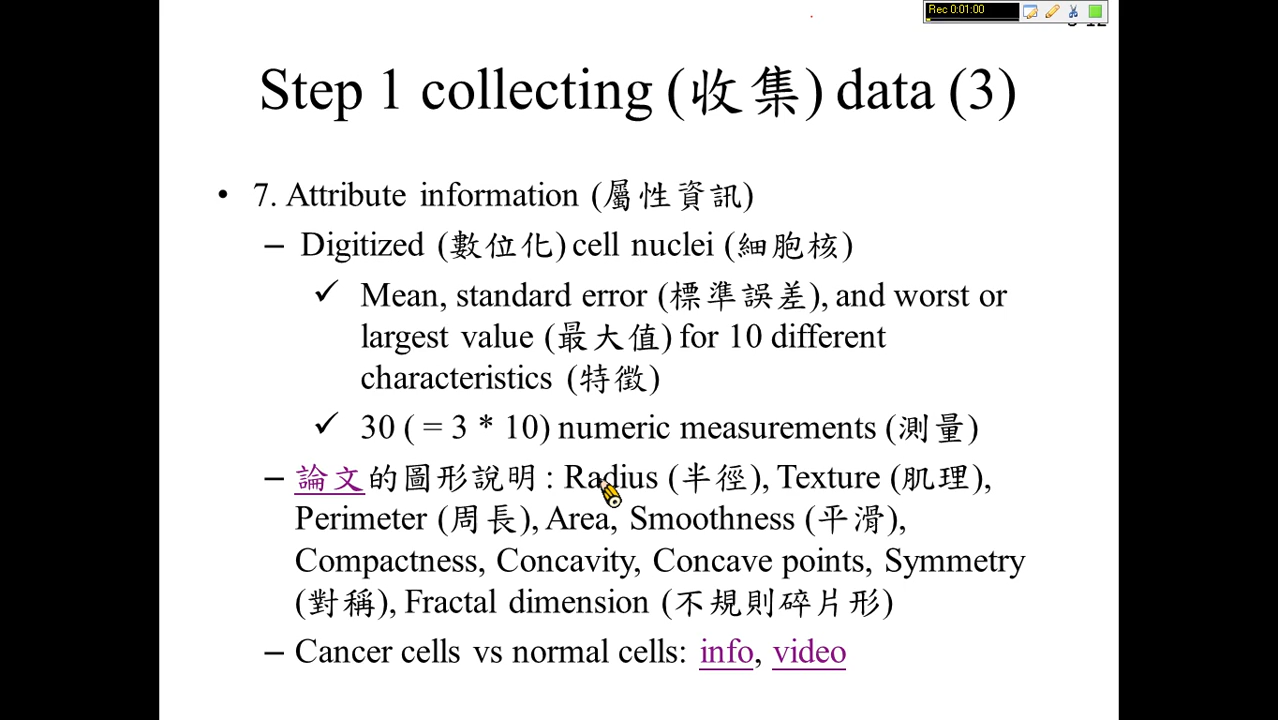 Rec 0:01:00
Step 1 collecting (收集) data (3)
• 7. Attribute information (屬性資訊)
– Digitized (數位化) cell nuclei (細胞核)
✓ Mean, standard error (標準誤差), and worst or
largest value (最大值) for 10 different
characteristics (特徵)
✓ 30 ( = 3 * 10) numeric measurements (測量)
– 論文的圖形說明 : Radius (半徑), Texture (肌理),
Perimeter (周長), Area, Smoothness (平滑),
Compactness, Concavity, Concave points, Symmetry
(對稱), Fractal dimension (不規則碎片形)
– Cancer cells vs normal cells: info, video